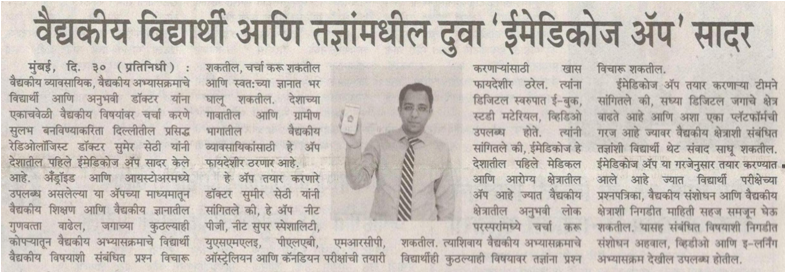 वैद्यकीय विद्यार्थी आणि तज्ञांमधील दुवा 'ईमेडिकोज ॲप' सादर
मुंबई, दि. ३० (प्रतिनिधी) :
वैद्यकीय व्यावसायिक, वैद्यकीय अभ्यासक्रमाचे
विद्यार्थी आणि अनुभवी डॉक्टर यांना
एकाचवेळी वैद्यकीय विषयांवर चर्चा करणे
सुलभ बनविण्याकरिता दिल्लीतील प्रसिद्ध
रेडिओलॉजिस्ट डॉक्टर सुमेर सेठी यांनी
देशातील पहिले ईमेडिकोज ॲप सादर केले
आहे. अँड्रॉइड आणि आयस्टोअरमध्ये
उपलब्ध असलेल्या या ॲपच्या माध्यमातून
वैद्यकीय शिक्षण आणि वैद्यकीय ज्ञानातील
गुणवत्ता वाढेल, जगाच्या कुठल्याही
कोपऱ्यातून वैद्यकीय अभ्यासक्रमाचे विद्यार्थी
वैद्यकीय विषयाशी संबंधित प्रश्न विचारू
शकतील, चर्चा करू शकतील
आणि स्वतःच्या ज्ञानात भर
घालू शकतील. देशाच्या
गावातील आणि ग्रामीण
भागातील वैद्यकीय
व्यावसायिकांसाठी हे ॲप
फायदेशीर ठरणार आहे.
हे ॲप तयार करणारे
डॉक्टर सुमीर सेठी यांनी
सांगितले की, हे ॲप नीट
पीजी, नीट सुपर स्पेशालिटी,
युएसएमएलइ, पीएलएबी, एमआरसीपी,
ऑस्ट्रेलियन आणि कॅनडियन परीक्षांची तयारी
करणाऱ्यांसाठी खास
फायदेशीर ठरेल. त्यांना
डिजिटल स्वरुपात ई-बुक,
स्टडी मटेरियल, व्हिडिओ
उपलब्ध होते. त्यांनी
सांगितले की, ईमेडिकोज हे
देशातील पहिले मेडिकल
आणि आरोग्य क्षेत्रातील
ॲप आहे ज्यात वैद्यकीय
क्षेत्रातील अनुभवी लोक
परस्परांमध्ये चर्चा करू
शकतील. त्याशिवाय वैद्यकीय अभ्यासक्रमाचे
विद्यार्थीही कुठल्याही विषयावर तज्ञांना प्रश्न
विचारू शकतील.
ईमेडिकोज ॲप तयार करणाऱ्या टीमने
सांगितले की, सध्या डिजिटल जगाचे क्षेत्र
वाढते आहे आणि अशा एका प्लॅटफॉर्मची
गरज आहे ज्यावर वैद्यकीय क्षेत्राशी संबंधित
तज्ञांशी विद्यार्थी थेट संवाद साधू शकतील.
ईमेडिकोज ॲप या गरजेनुसार तयार करण्यात
आले आहे ज्यात विद्यार्थी परीक्षेच्या
प्रश्नपत्रिका, वैद्यकीय संशोधन आणि वैद्यकीय
क्षेत्राशी निगडीत माहिती सहज समजून घेऊ
शकतील. यासह संबंधित विषयाशी निगडीत
संशोधन अहवाल, व्हिडीओ आणि इ-लर्निंग
अभ्यासक्रम देखील उपलब्ध होतील.